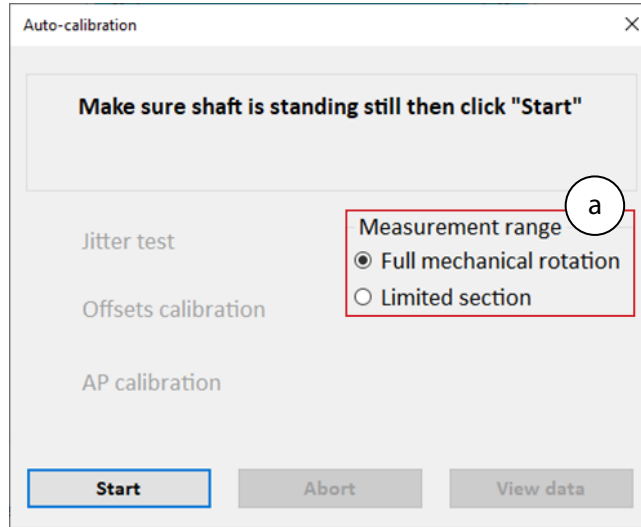 Auto-calibration
Make sure shaft is standing still then click "Start"
a
Measurement range
Full mechanical rotation
Limited section
Jitter test
Offsets calibration
AP calibration
Start
Abort
View data